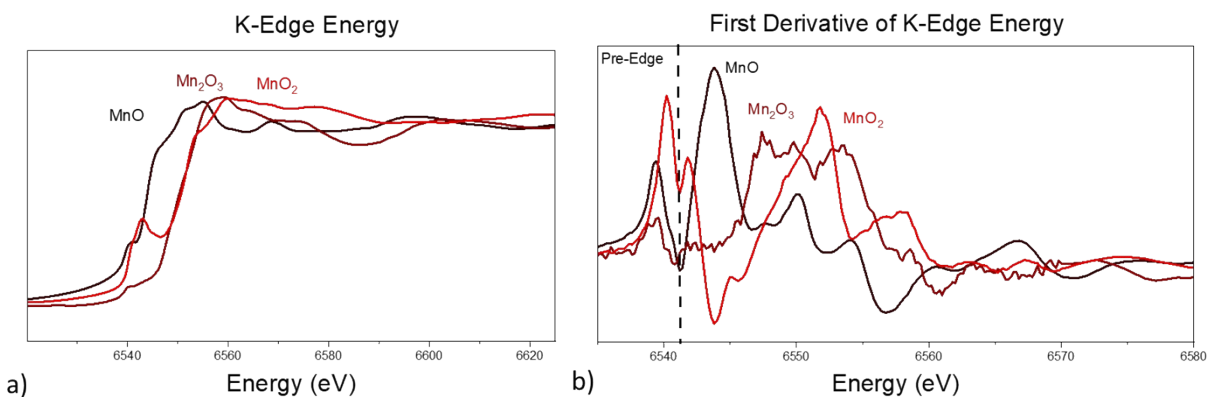 K-Edge Energy
Mn₂O₃
MnO₂
MnO
6540 6560 6580 6600 6620
a) Energy (eV)
First Derivative of K-Edge Energy
Pre-Edge
MnO
Mn₂O₃
MnO₂
6540 6550 6560 6570 6580
b) Energy (eV)